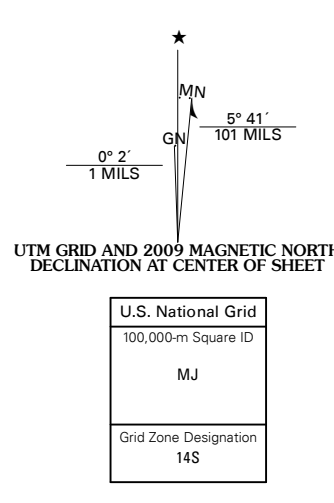 ★
MN
GN
5° 41´
101 MILS
0° 2´
1 MILS
UTM GRID AND 2009 MAGNETIC NORTH
DECLINATION AT CENTER OF SHEET
U.S. National Grid
100,000-m Square ID
MJ
Grid Zone Designation
14S